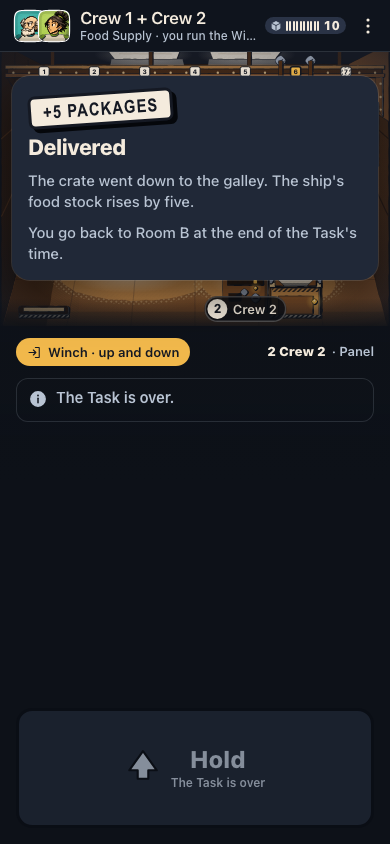 Crew 1 + Crew 2
Food Supply · you run the Wi...
10
1 2 3 4 5 6 7
+5 PACKAGES
Delivered
The crate went down to the galley. The ship's
food stock rises by five.
You go back to Room B at the end of the Task's
time.
2 Crew 2
Winch · up and down
2 Crew 2 · Panel
The Task is over.
Hold
The Task is over